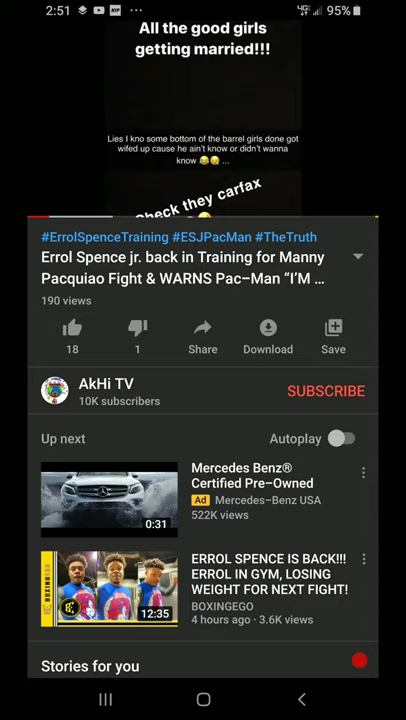 2:51
4G
95%
All the good girls
getting married!!!
Lies I kno some bottom of the barrel girls done got
wifed up cause he ain't know or didn't wanna
know 😂🤧 ...
check they carfax
#ErrolSpenceTraining #ESJPacMan #TheTruth
Errol Spence jr. back in Training for Manny
Pacquiao Fight & WARNS Pac–Man “I’M ...
190 views
18
1
Share
Download
Save
AkHi TV
10K subscribers
SUBSCRIBE
Up next
Autoplay
Mercedes Benz®
Certified Pre–Owned
Ad Mercedes–Benz USA
522K views
0:31
ERROL SPENCE IS BACK!!!
ERROL IN GYM, LOSING
WEIGHT FOR NEXT FIGHT!
BOXINGEGO
4 hours ago · 3.6K views
BOXINGEGO
12:35
Stories for you